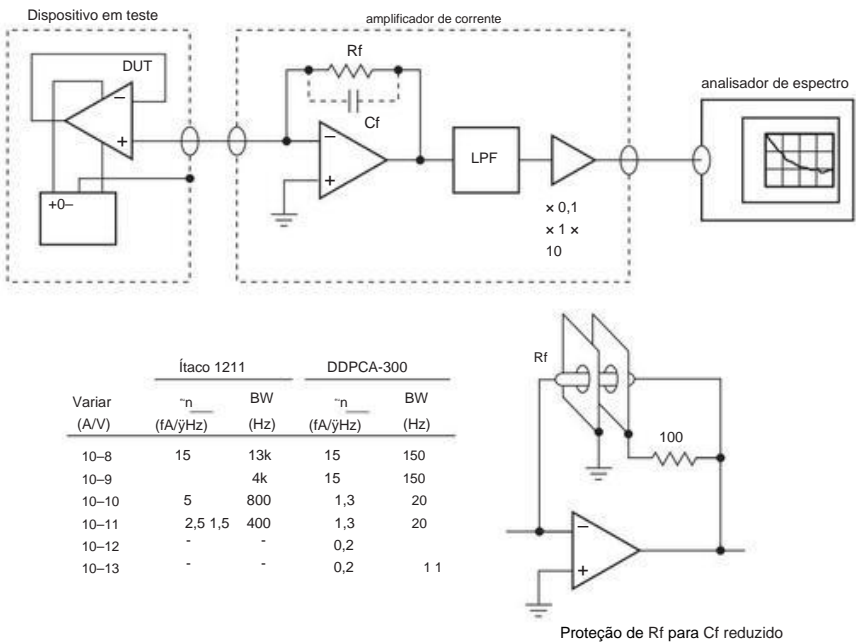 Dispositivo em teste
amplificador de corrente
Rf
DUT
analisador de espectro
−
+
Cf
−
+
LPF
+0–
× 0,1
× 1 ×
10
Ítaco 1211 DDPCA-300
Variar ~n BW ~n BW
(A/V) (fA/ÿHz) (Hz) (fA/ÿHz) (Hz)
10–8 15 13k 15 150
10–9 4k 15 150
10–10 5 800 1,3 20
10–11 2,5 1,5 400 1,3 20
10–12 - - 0,2
10–13 - - 0,2 1 1
Rf
100
−
+
Proteção de Rf para Cf reduzido